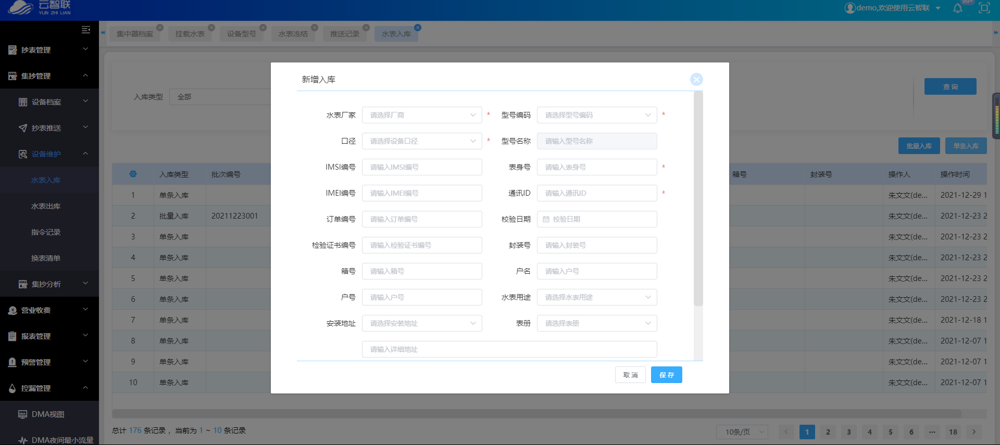 云智联
YUN ZHI LIAN
demo,欢迎使用云智联
99+
集中器档案
挂载水表
设备型号
水表冻结
推送记录
水表入库
抄表管理
集抄管理
设备档案
抄表推送
设备维护
水表入库
水表出库
指令记录
换表清单
集抄分析
营业收费
报表管理
预警管理
控漏管理
DMA视图
DMA夜间最小流量
入库类型 全部
查 询
批量入库 单条入库
入库类型 批次编号 箱号 封装号 操作人 操作时间
1 单条入库 朱文文(de... 2021-12-29 1
2 批量入库 20211223001 朱文文(de... 2021-12-23 2
3 单条入库 朱文文(de... 2021-12-23 2
4 单条入库 朱文文(de... 2021-12-23 2
5 单条入库 朱文文(de... 2021-12-23 2
6 单条入库 朱文文(de... 2021-12-23 2
7 单条入库 朱文文(de... 2021-12-18 1
8 单条入库 朱文文(de... 2021-12-07 1
9 单条入库 朱文文(de... 2021-12-07 1
10 单条入库 朱文文(de... 2021-12-07 1
总计 176 条记录 ，当前为 1 ~ 10 条记录
10条/页 1 2 3 4 5 6 ... 18
新增入库
水表厂家 请选择厂商 * 型号编码 请选择型号编码 *
口径 请选择设备口径 * 型号名称 请输入型号名称
IMSI编号 请输入IMSI编号 表身号 请输入表身号 *
IMEI编号 请输入IMEI编号 通讯ID 请输入通讯ID *
订单编号 请输入订单编号 校验日期 校验日期
检验证书编号 请输入检验证书编号 封装号 请输入封装号
箱号 请输入箱号 户名 请输入户号
户号 请输入户号 水表用途 请选择水表用途
安装地址 请选择安装地址 表册 请选择表册
请输入详细地址
取 消 保 存